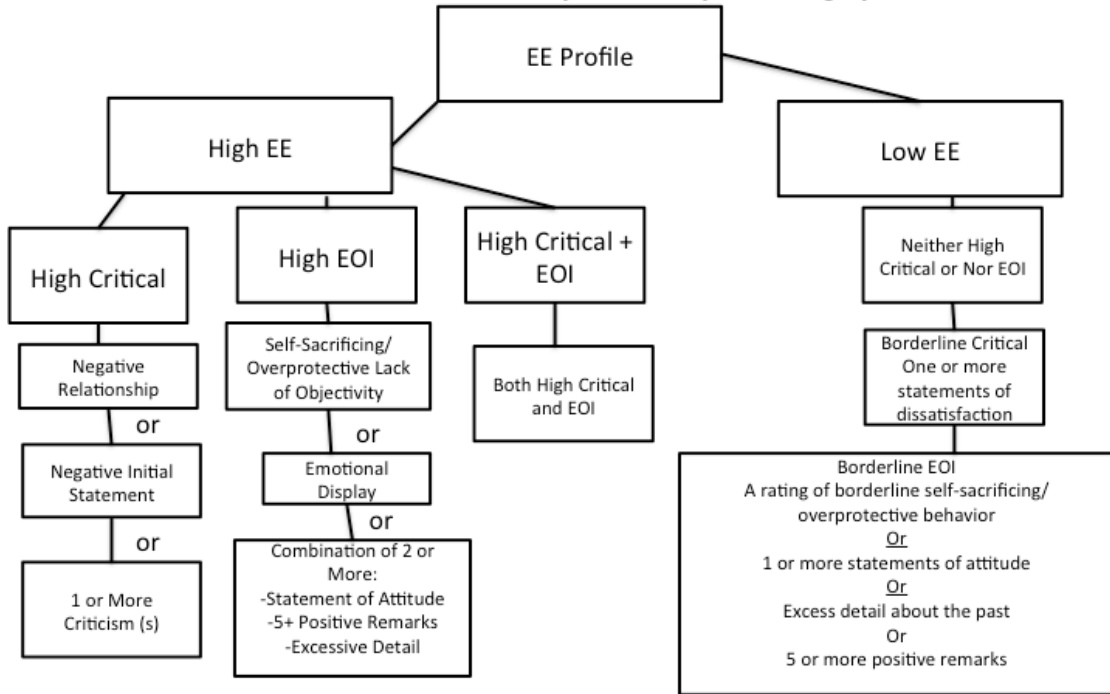 EE Profile
High EE
Low EE
High Critical
High EOI
High Critical +
EOI
Neither High
Critical or Nor EOI
Negative
Relationship
or
Negative Initial
Statement
or
1 or More
Criticism (s)
Self-Sacrificing/
Overprotective Lack
of Objectivity
or
Emotional
Display
or
Combination of 2 or
More:
-Statement of Attitude
-5+ Positive Remarks
-Excessive Detail
Both High Critical
and EOI
Borderline Critical
One or more
statements of
dissatisfaction
Borderline EOI
A rating of borderline self-sacrificing/
overprotective behavior
Or
1 or more statements of attitude
Or
Excess detail about the past
Or
5 or more positive remarks